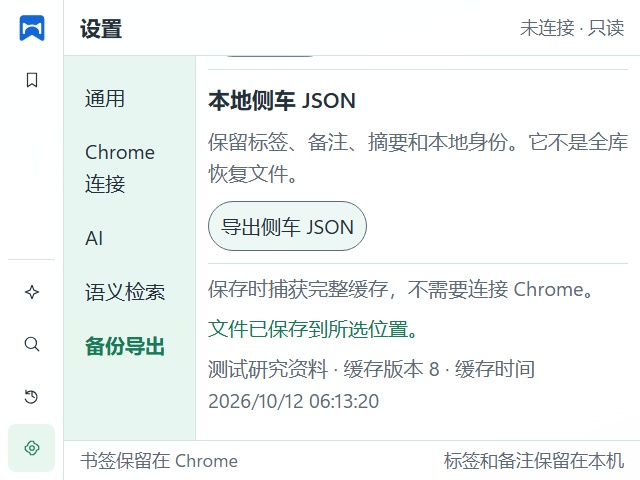 设置
未连接 · 只读
通用
Chrome
连接
AI
语义检索
备份导出
本地侧车 JSON
保留标签、备注、摘要和本地身份。它不是全库
恢复文件。
导出侧车 JSON
保存时捕获完整缓存，不需要连接 Chrome。
文件已保存到所选位置。
测试研究资料 · 缓存版本 8 · 缓存时间
2026/10/12 06:13:20
书签保留在 Chrome
标签和备注保留在本机